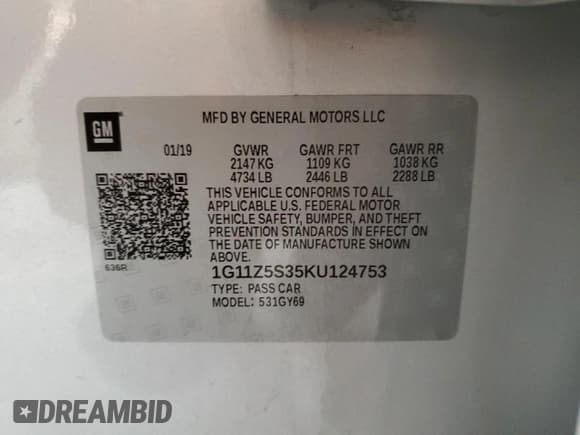 GM
MFD BY GENERAL MOTORS LLC
01/19 GVWR GAWR FRT GAWR RR
2147 KG 1109 KG 1038 KG
4734 LB 2446 LB 2288 LB
THIS VEHICLE CONFORMS TO ALL
APPLICABLE U.S. FEDERAL MOTOR
VEHICLE SAFETY, BUMPER, AND THEFT
PREVENTION STANDARDS IN EFFECT ON
THE DATE OF MANUFACTURE SHOWN
ABOVE.
636R
1G11Z5S35KU124753
TYPE: PASS CAR
MODEL: 531GY69
DREAMBID